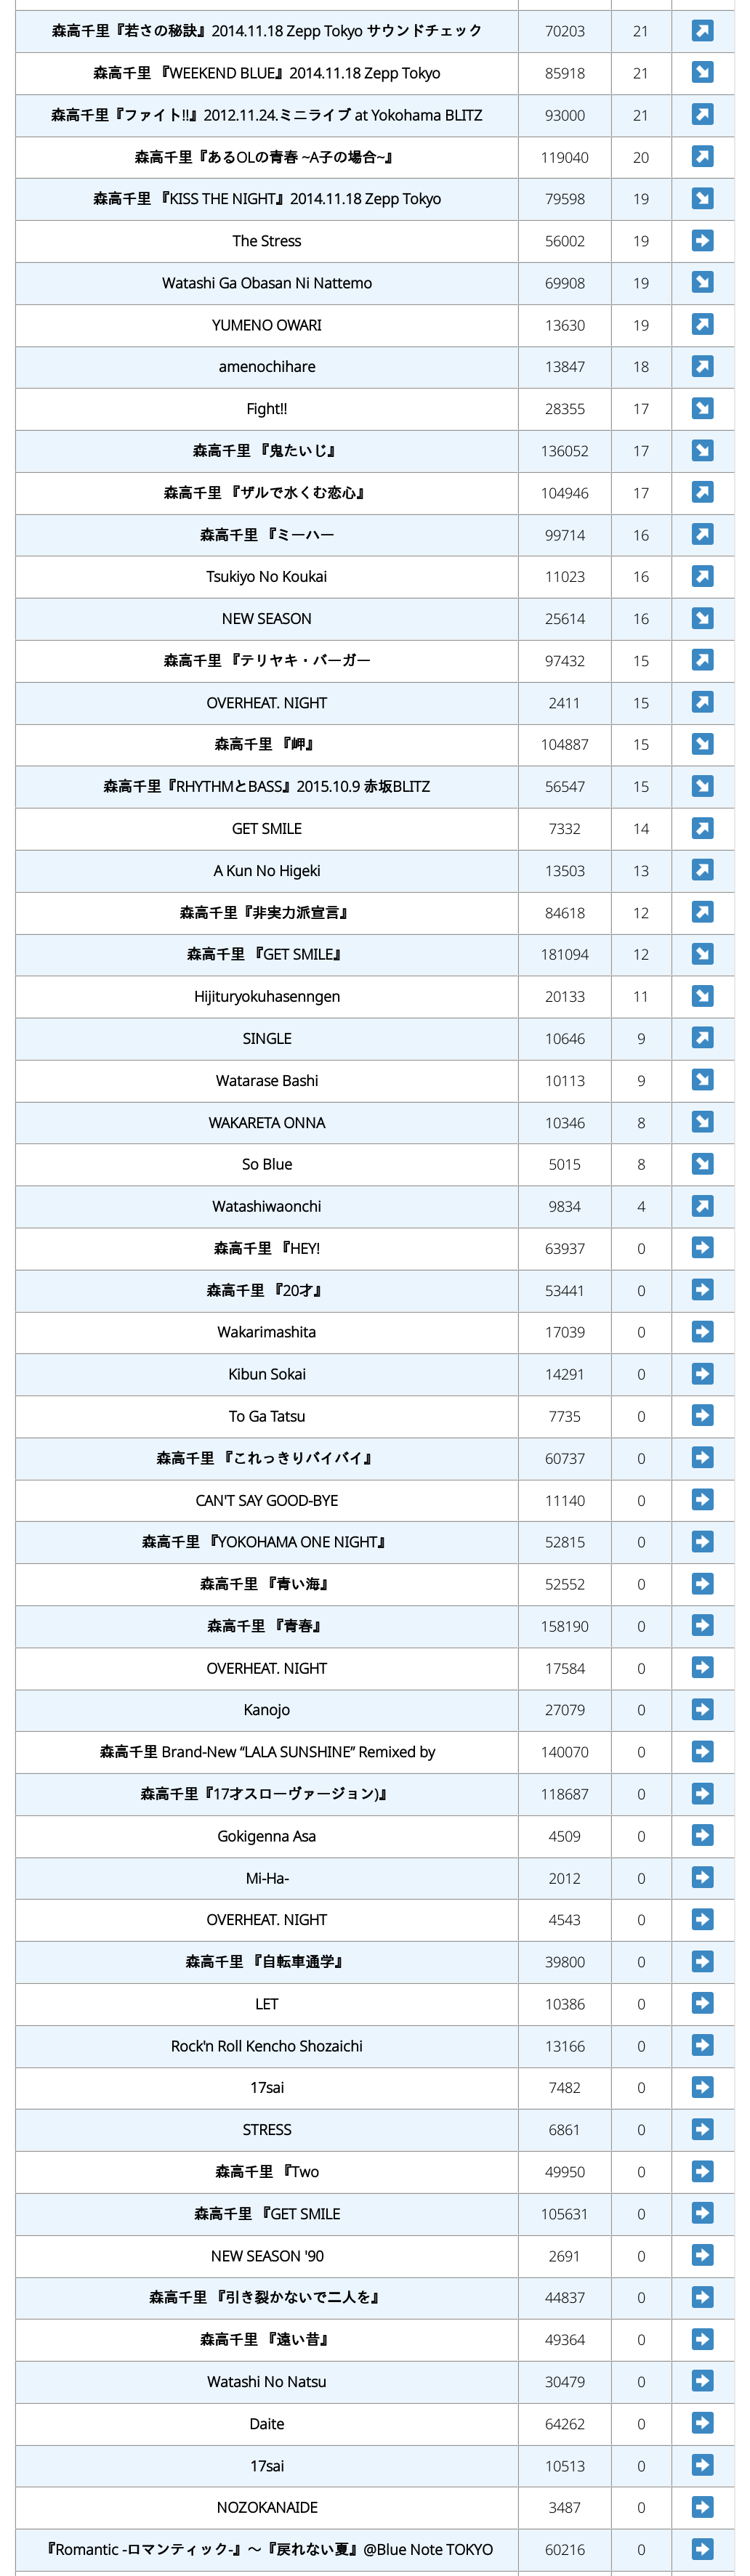 森高千里『若さの秘訣』2014.11.18 Zepp Tokyo サウンドチェック 70203 21
森高千里 『WEEKEND BLUE』2014.11.18 Zepp Tokyo 85918 21
森高千里『ファイト!!』2012.11.24.ミニライブ at Yokohama BLITZ 93000 21
森高千里『あるOLの青春 ~A子の場合~』 119040 20
森高千里 『KISS THE NIGHT』2014.11.18 Zepp Tokyo 79598 19
The Stress 56002 19
Watashi Ga Obasan Ni Nattemo 69908 19
YUMENO OWARI 13630 19
amenochihare 13847 18
Fight!! 28355 17
森高千里 『鬼たいじ』 136052 17
森高千里 『ザルで水くむ恋心』 104946 17
森高千里 『ミーハー 99714 16
Tsukiyo No Koukai 11023 16
NEW SEASON 25614 16
森高千里 『テリヤキ・バーガー 97432 15
OVERHEAT. NIGHT 2411 15
森高千里 『岬』 104887 15
森高千里『RHYTHMとBASS』2015.10.9 赤坂BLITZ 56547 15
GET SMILE 7332 14
A Kun No Higeki 13503 13
森高千里『非実力派宣言』 84618 12
森高千里 『GET SMILE』 181094 12
Hijituryokuhasenngen 20133 11
SINGLE 10646 9
Watarase Bashi 10113 9
WAKARETA ONNA 10346 8
So Blue 5015 8
Watashiwaonchi 9834 4
森高千里 『HEY! 63937 0
森高千里 『20才』 53441 0
Wakarimashita 17039 0
Kibun Sokai 14291 0
To Ga Tatsu 7735 0
森高千里 『これっきりバイバイ』 60737 0
CAN'T SAY GOOD-BYE 11140 0
森高千里 『YOKOHAMA ONE NIGHT』 52815 0
森高千里 『青い海』 52552 0
森高千里 『青春』 158190 0
OVERHEAT. NIGHT 17584 0
Kanojo 27079 0
森高千里 Brand-New “LALA SUNSHINE” Remixed by 140070 0
森高千里『17才スローヴァージョン)』 118687 0
Gokigenna Asa 4509 0
Mi-Ha- 2012 0
OVERHEAT. NIGHT 4543 0
森高千里 『自転車通学』 39800 0
LET 10386 0
Rock'n Roll Kencho Shozaichi 13166 0
17sai 7482 0
STRESS 6861 0
森高千里 『Two 49950 0
森高千里 『GET SMILE 105631 0
NEW SEASON '90 2691 0
森高千里 『引き裂かないで二人を』 44837 0
森高千里 『遠い昔』 49364 0
Watashi No Natsu 30479 0
Daite 64262 0
17sai 10513 0
NOZOKANAIDE 3487 0
『Romantic -ロマンティック-』～『戻れない夏』@Blue Note TOKYO 60216 0